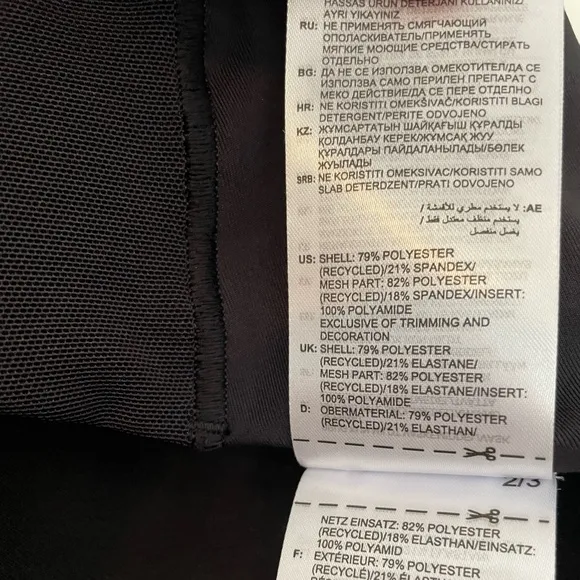 HASSAS ÜRÜN DETERJANI KULLANINIZ/
AYRI YIKAYINIZ
RU: НЕ ПРИМЕНЯТЬ СМЯГЧАЮЩИЙ
ОПОЛАСКИВАТЕЛЬ/ПРИМЕНЯТЬ
МЯГКИЕ МОЮЩИЕ СРЕДСТВА/СТИРАТЬ
ОТДЕЛЬНО
BG: ДА НЕ СЕ ИЗПОЛЗВА ОМЕКОТИТЕЛ/ДА СЕ
ИЗПОЛЗВА САМО ПЕРИЛЕН ПРЕПАРАТ С
МЕКО ДЕЙСТВИЕ/ДА СЕ ПЕРЕ ОТДЕЛНО
HR: NE KORISTITI OMEKŠIVAČ/KORISTITI BLAGI
DETERGENT/PERITE ODVOJENO
KZ: ЖҰМСАРТАТЫН ШАЙҚАҒЫШ ҚҰРАЛДЫ
ҚОЛДАНБАУ КЕРЕК/ЖҰМСАҚ ЖУУ
ҚҰРАЛДАРЫ ПАЙДАЛАНЫЛАДЫ/БӨЛЕК
ЖУЫЛАДЫ
SRB: NE KORISTITI OMEKSIVAC/KORISTITI SAMO
SLAB DETERDZENT/PRATI ODVOJENO
AE: لا يستخدم مطري للأقمشة /
يستخدم منظف معتدل فقط /
يغسل منفصل
US: SHELL: 79% POLYESTER
(RECYCLED)/21% SPANDEX/
MESH PART: 82% POLYESTER
(RECYCLED)/18% SPANDEX/INSERT:
100% POLYAMIDE
EXCLUSIVE OF TRIMMING AND
DECORATION
UK: SHELL: 79% POLYESTER
(RECYCLED)/21% ELASTANE/
MESH PART: 82% POLYESTER
(RECYCLED)/18% ELASTANE/INSERT:
100% POLYAMIDE
D: OBERMATERIAL: 79% POLYESTER
(RECYCLED)/21% ELASTHAN/
2/3
NETZ EINSATZ: 82% POLYESTER
(RECYCLED)/18% ELASTHAN/EINSATZ:
100% POLYAMID
F: EXTÉRIEUR: 79% POLYESTER
(RECYCLÉ)/21% ÉLASTHANNE/